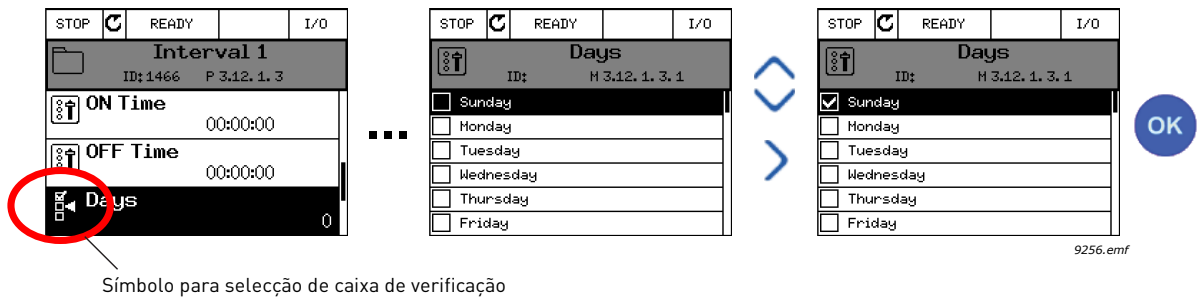 STOP READY I/O
Interval 1
ID:1466 P 3.12.1.3
ON Time
00:00:00
OFF Time
00:00:00
Days
0
Símbolo para selecção de caixa de verificação
STOP READY I/O
Days
ID: M 3.12.1.3.1
Sunday
Monday
Tuesday
Wednesday
Thursday
Friday
STOP READY I/O
Days
ID: M 3.12.1.3.1
Sunday
Monday
Tuesday
Wednesday
Thursday
Friday
OK
9256.emf